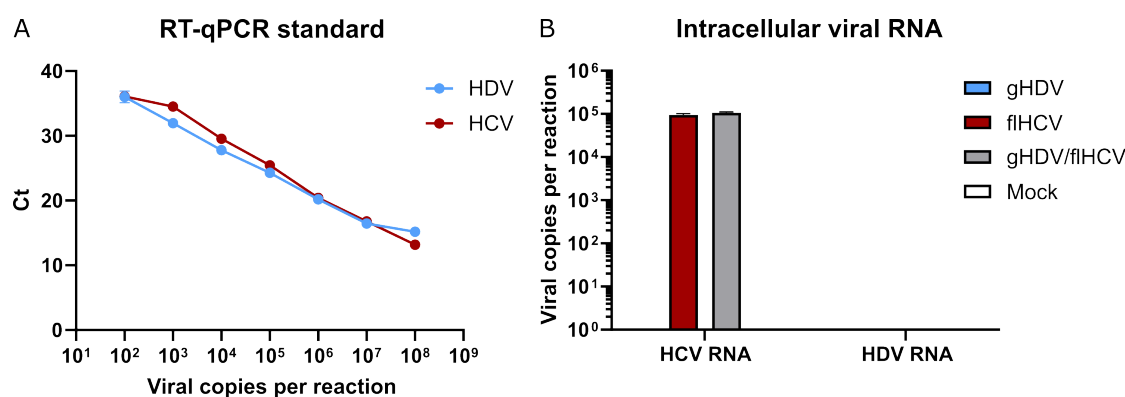 A
RT-qPCR standard
40
30
20
10
0
Ct
10¹ 10² 10³ 10⁴ 10⁵ 10⁶ 10⁷ 10⁸ 10⁹
Viral copies per reaction
HDV
HCV
B
Intracellular viral RNA
10⁶
10⁵
10⁴
10³
10²
10¹
10⁰
Viral copies per reaction
HCV RNA HDV RNA
gHDV
flHCV
gHDV/flHCV
Mock